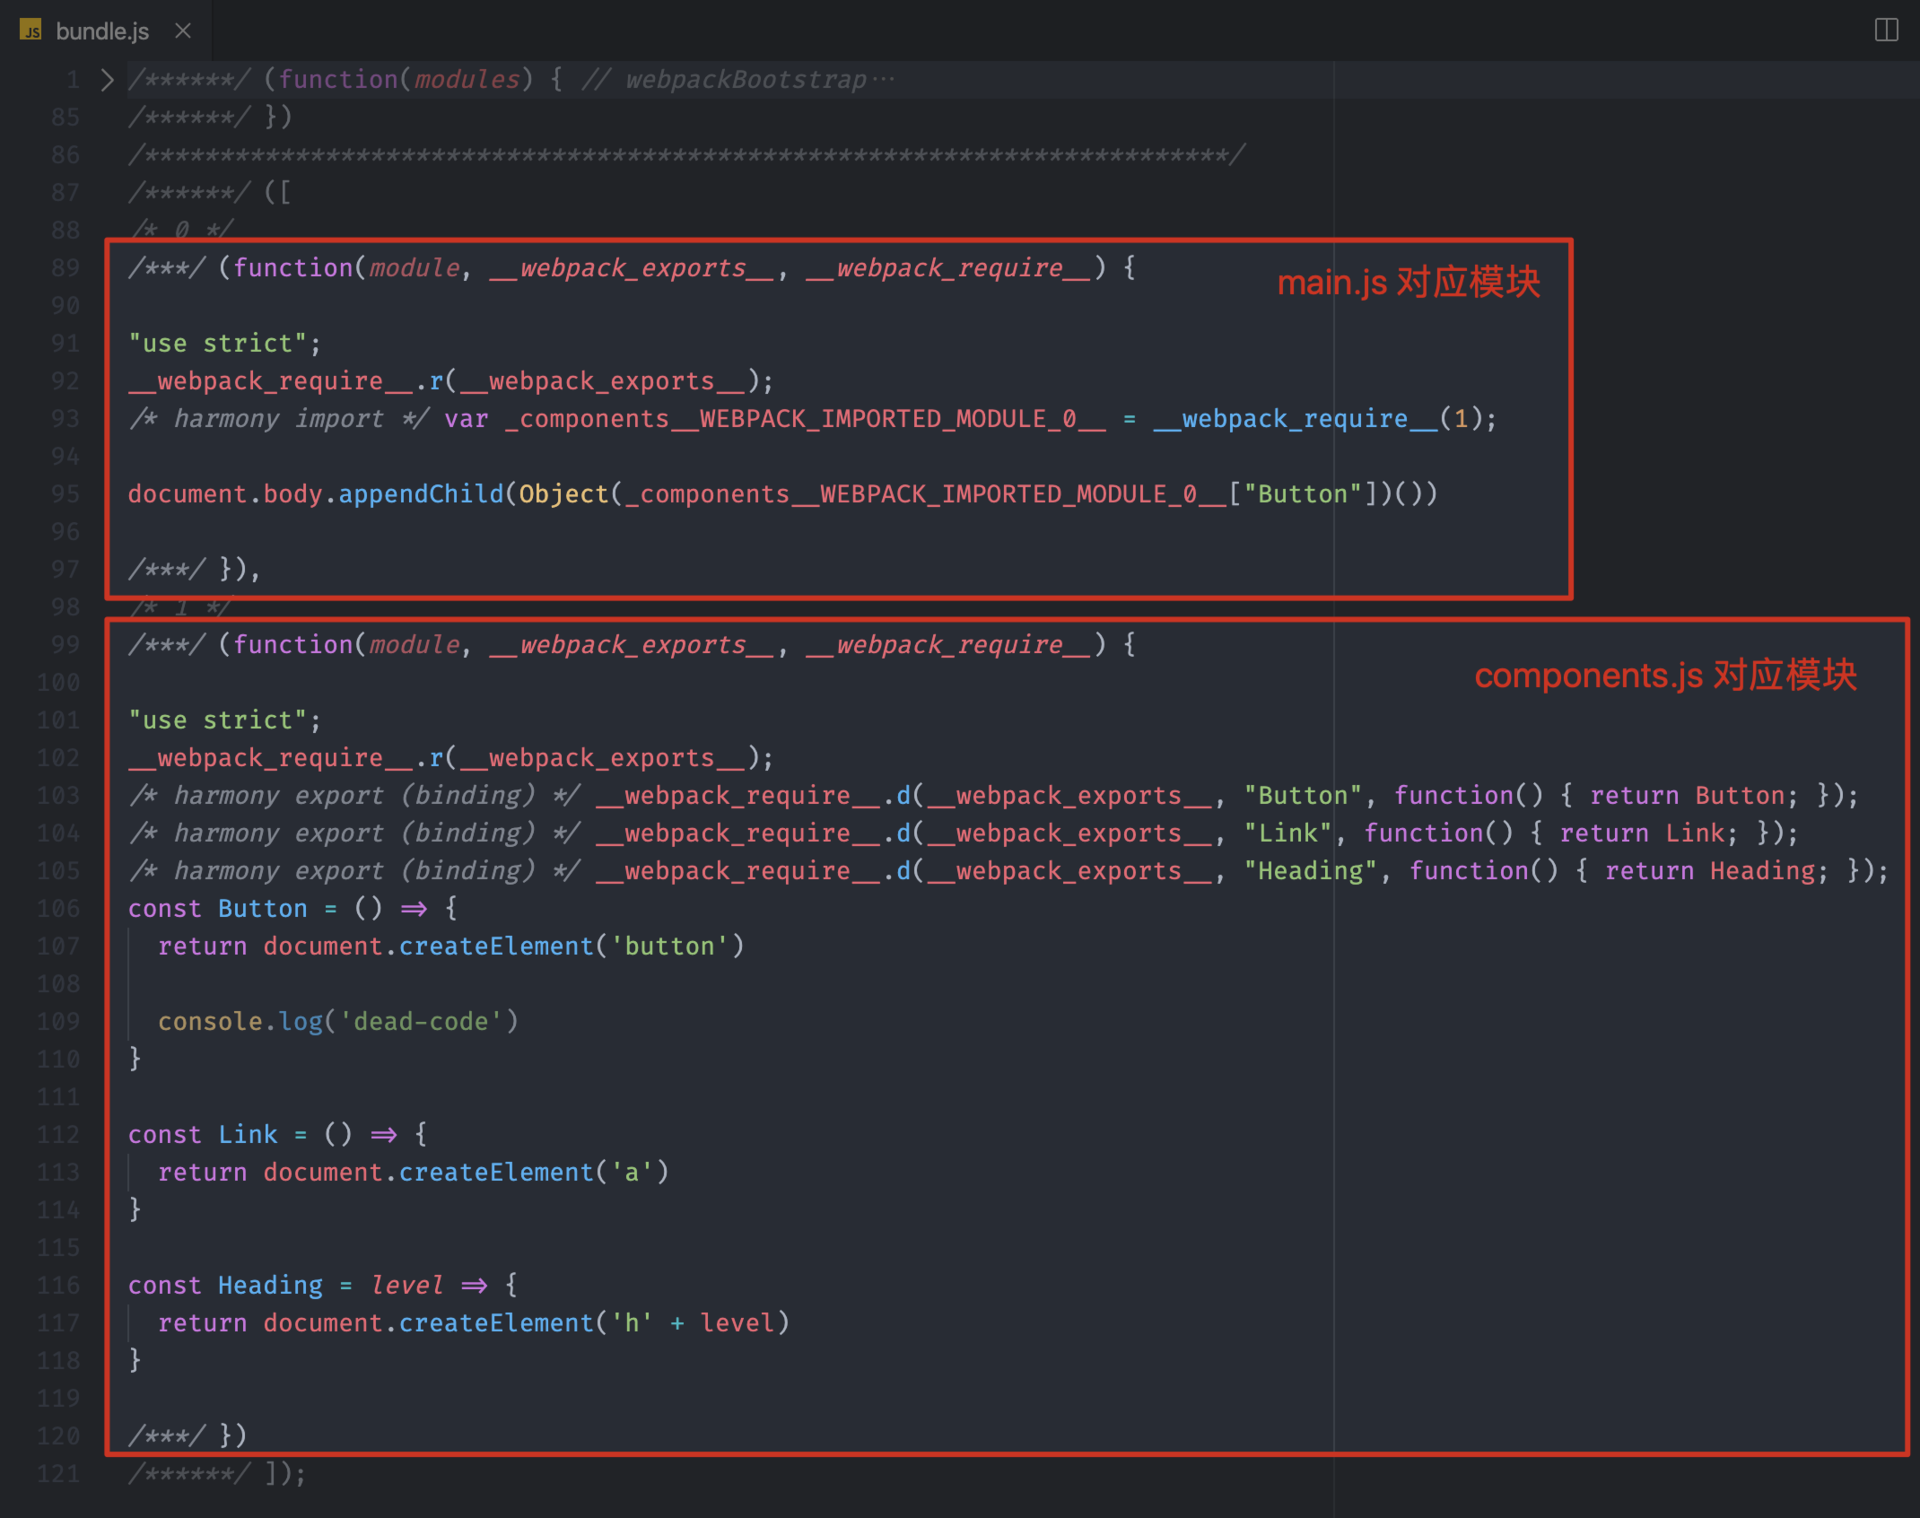 JS bundle.js
1 /******/ (function(modules) { // webpackBootstrap…
85 /******/ })
86 /************************************************************************/
87 /******/ ([
88 /* 0 */
89 /***/ (function(module, __webpack_exports__, __webpack_require__) {
main.js 对应模块
90
91 "use strict";
92 __webpack_require__.r(__webpack_exports__);
93 /* harmony import */ var _components__WEBPACK_IMPORTED_MODULE_0__ = __webpack_require__(1);
94
95 document.body.appendChild(Object(_components__WEBPACK_IMPORTED_MODULE_0__["Button"])())
96
97 /***/ }),
98 /* 1 */
99 /***/ (function(module, __webpack_exports__, __webpack_require__) {
components.js 对应模块
100
101 "use strict";
102 __webpack_require__.r(__webpack_exports__);
103 /* harmony export (binding) */ __webpack_require__.d(__webpack_exports__, "Button", function() { return Button; });
104 /* harmony export (binding) */ __webpack_require__.d(__webpack_exports__, "Link", function() { return Link; });
105 /* harmony export (binding) */ __webpack_require__.d(__webpack_exports__, "Heading", function() { return Heading; });
106 const Button = () => {
107   return document.createElement('button')
108
109   console.log('dead-code')
110 }
111
112 const Link = () => {
113   return document.createElement('a')
114 }
115
116 const Heading = level => {
117   return document.createElement('h' + level)
118 }
119
120 /***/ })
121 /******/ ]);